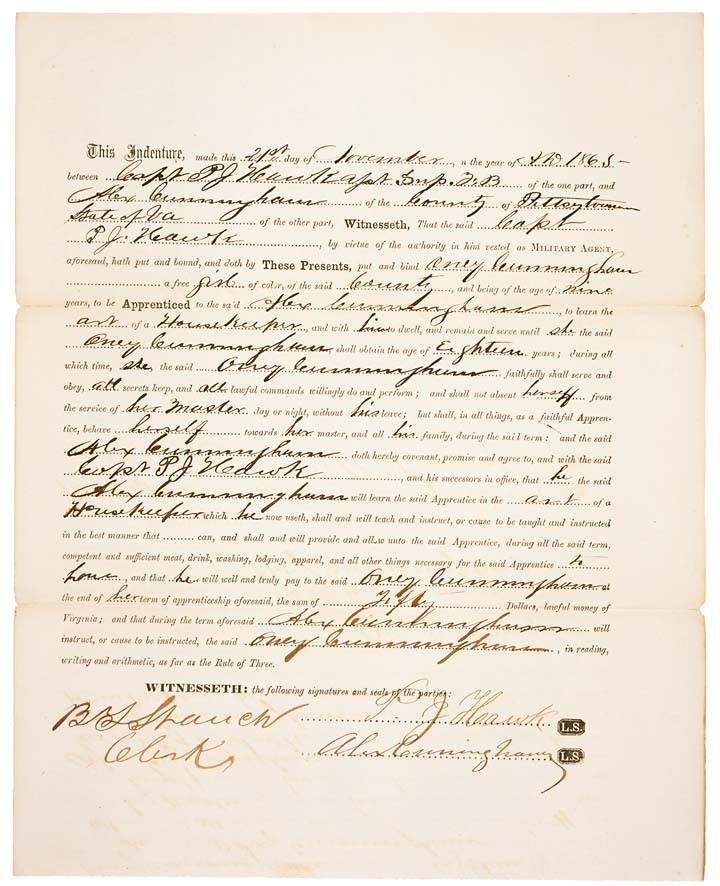 This Indenture, made this 21st day of November, n the year of AD 1865
between Capt P J Hawk apt Sup. F. B of the one part, and
Alex Cunningham of the County of Pittsylvania
State of Va of the other part, Witnesseth, That the said Capt
P. J. Hawk, by virtue of the authority in him vested as MILITARY AGENT,
aforesaid, hath put and bound, and doth by These Presents, put and bind Oney Cunningham
a free girl of color, of the said County, and being of the age of nine
years, to be Apprenticed to the said Alex Cunningham, to learn the
art of a Housekeeper, and with him to dwell, and remain and serve until she the said
Oney Cunningham shall obtain the age of Eighteen years; during all
which time, she the said Oney Cunningham faithfully shall serve and
obey, all secrets keep, and all lawful commands willingly do and perform; and shall not absent herself from
the service of her Master day or night, without his leave; but shall, in all things, as a faithful Appren-
tice, behave herself towards her master, and all his family, during the said term: and the said
Alex Cunningham doth hereby covenant, promise and agree to, and with the said
Capt P. J Hawk, and his successors in office, that he the said
Alex Cunningham will learn the said Apprentice in the art of a
Housekeeper which he now useth, shall and will teach and instruct, or cause to be taught and instructed
in the best manner that can, and shall and will provide and allow unto the said Apprentice, during all the said term,
competent and sufficient meat, drink, washing, lodging, apparel, and all other things necessary for the said Apprentice to
have, and that he will well and truly pay to the said Oney Cunningham at
the end of her term of apprenticeship aforesaid, the sum of Fifty Dollars, lawful money of
Virginia; and that during the term aforesaid Alex Cunningham will
instruct, or cause to be instructed, the said Oney Cunningham, in reading,
writing and arithmetic, as far as the Rule of Three.
WITNESSETH: the following signatures and seals of the parties:
P. J Hawk L.S.
Clerk
Alex Cunningham L.S.